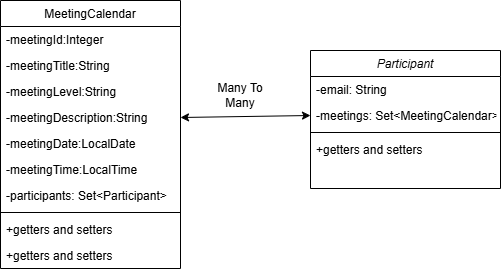 MeetingCalendar
-meetingId:Integer
-meetingTitle:String
-meetingLevel:String
-meetingDescription:String
-meetingDate:LocalDate
-meetingTime:LocalTime
-participants: Set<Participant>
+getters and setters
+getters and setters
Many To
Many
Participant
-email: String
-meetings: Set<MeetingCalendar>
+getters and setters